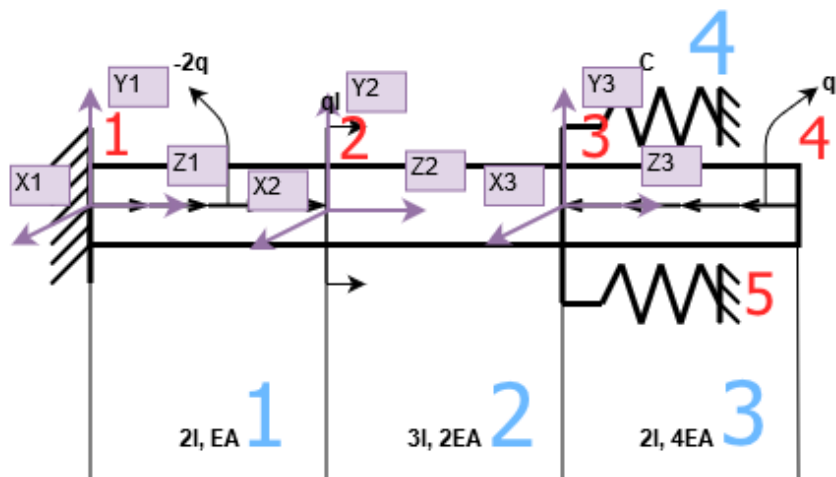 4
C
-2q
Y1
ql
Y2
Y3
q
1
2
3
4
Z1
Z2
Z3
X1
X2
X3
5
2l, EA 1
3l, 2EA 2
2l, 4EA 3